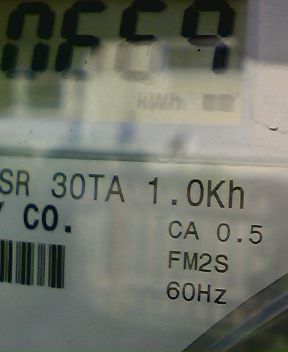 kWh
SR 30TA 1.0Kh
Y CO.
CA 0.5
FM2S
60Hz